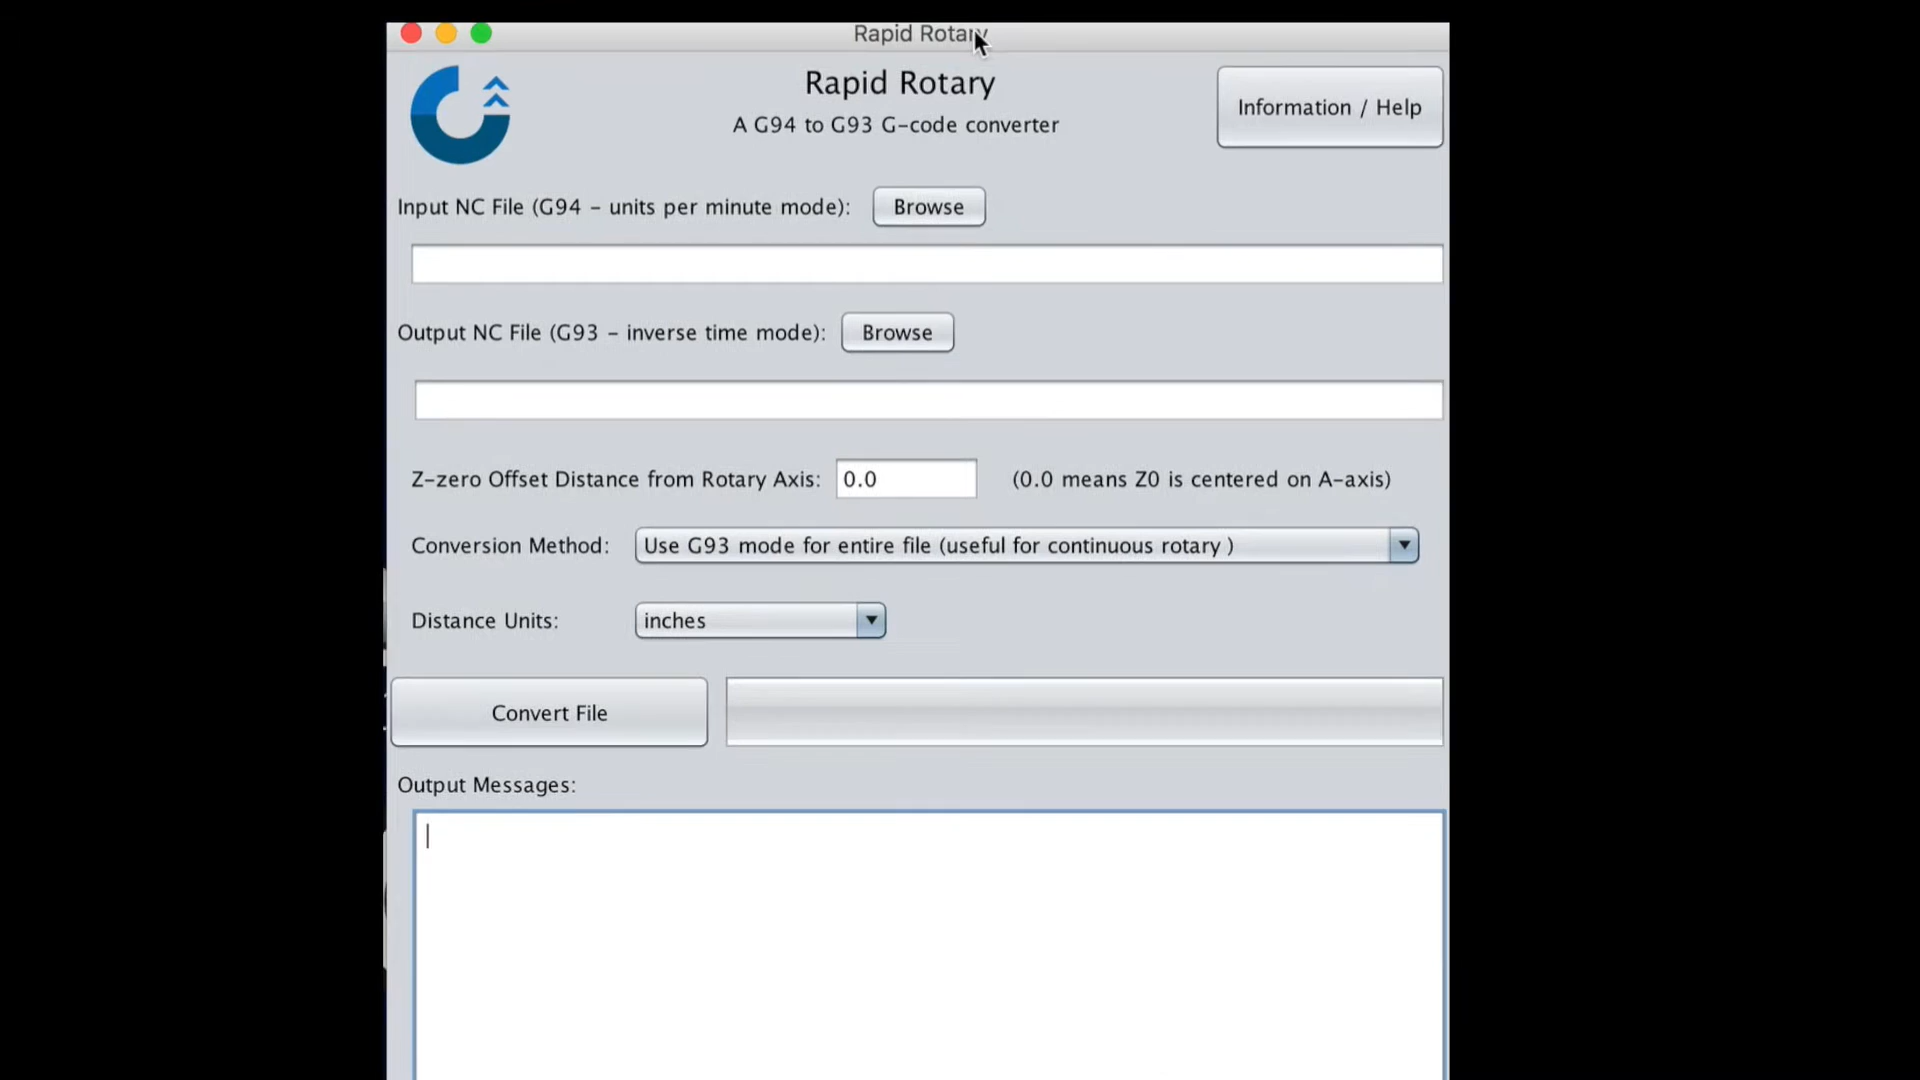 Rapid Rotary
Rapid Rotary
A G94 to G93 G-code converter
Information / Help
Input NC File (G94 - units per minute mode): Browse
Output NC File (G93 - inverse time mode): Browse
Z-zero Offset Distance from Rotary Axis: 0.0 (0.0 means Z0 is centered on A-axis)
Conversion Method: Use G93 mode for entire file (useful for continuous rotary )
Distance Units: inches
Convert File
Output Messages: